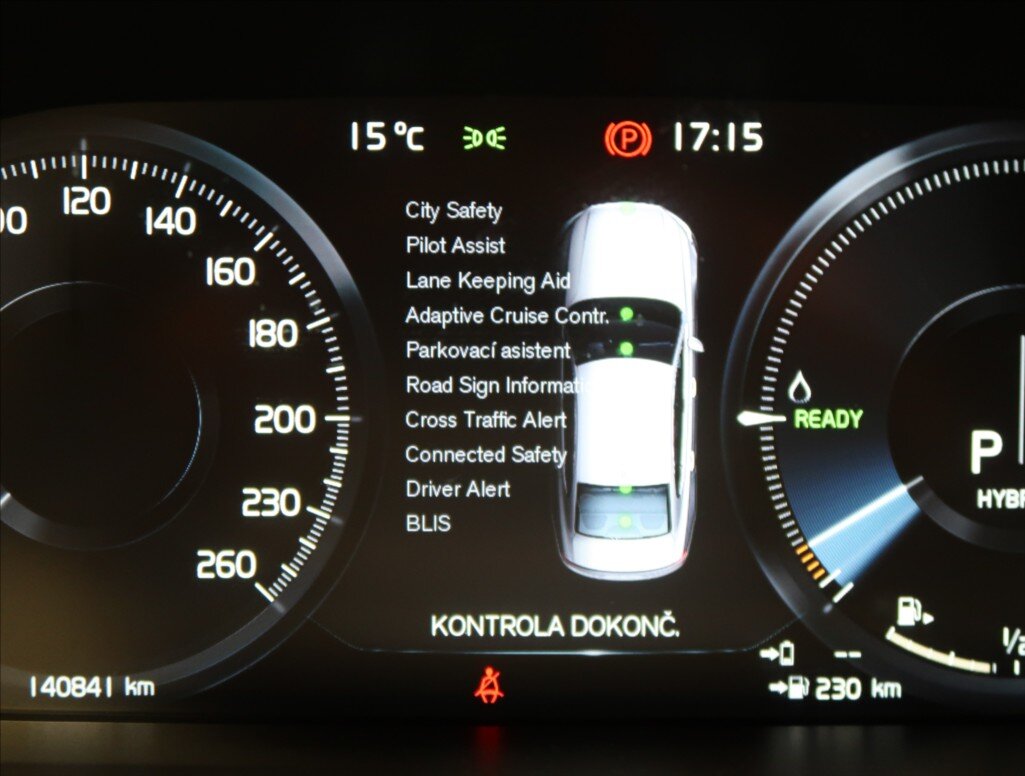 15 °C
P 17:15
00
120
140
160
180
200
230
260
City Safety
Pilot Assist
Lane Keeping Aid
Adaptive Cruise Contr.
Parkovací asistent
Road Sign Informatio
Cross Traffic Alert
Connected Safety
Driver Alert
BLIS
KONTROLA DOKONČ.
READY
P
HYBR
1/2
140841 km
--
230 km